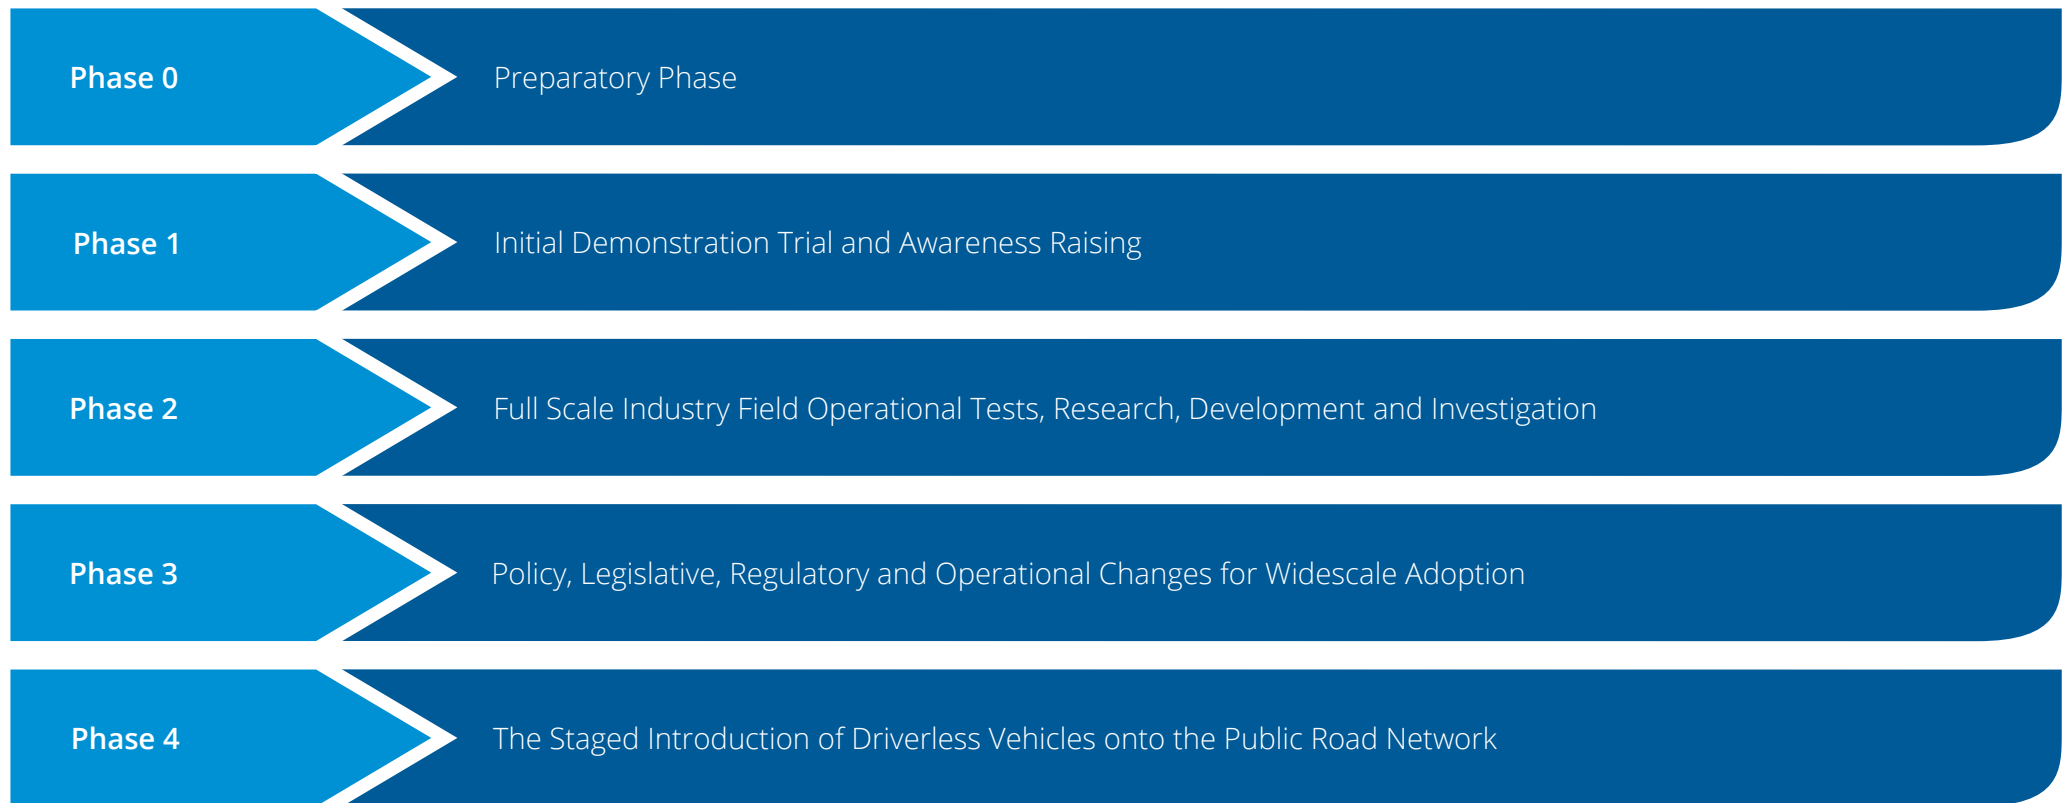 Phase 0
Preparatory Phase
Phase 1
Initial Demonstration Trial and Awareness Raising
Phase 2
Full Scale Industry Field Operational Tests, Research, Development and Investigation
Phase 3
Policy, Legislative, Regulatory and Operational Changes for Widescale Adoption
Phase 4
The Staged Introduction of Driverless Vehicles onto the Public Road Network